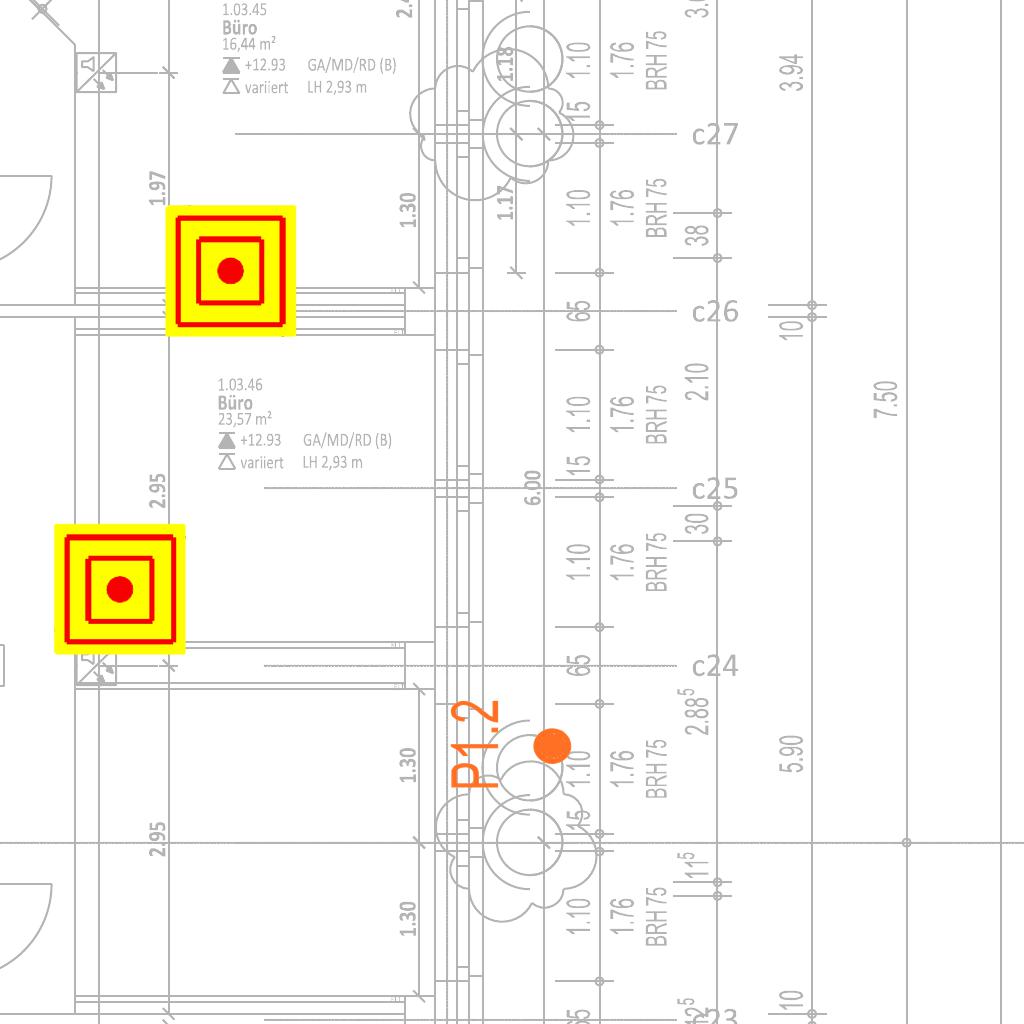 1.03.45
Büro
16,44 m²
+12.93 GA/MD/RD (B)
variiert LH 2,93 m
1.18
1.10
1.76
BRH 75
3.94
15
c27
1.97
1.30
1.17
1.10
1.76
BRH 75
38
65
c26
10
1.03.46
Büro
23,57 m²
+12.93 GA/MD/RD (B)
variiert LH 2,93 m
1.10
1.76
BRH 75
2.10
7.50
2.95
6.00
15
c25
30
1.10
1.76
BRH 75
65
c24
P1.2
2.88⁵
1.30
1.10
1.76
BRH 75
5.90
2.95
15
11⁵
1.30
1.10
1.76
BRH 75
10